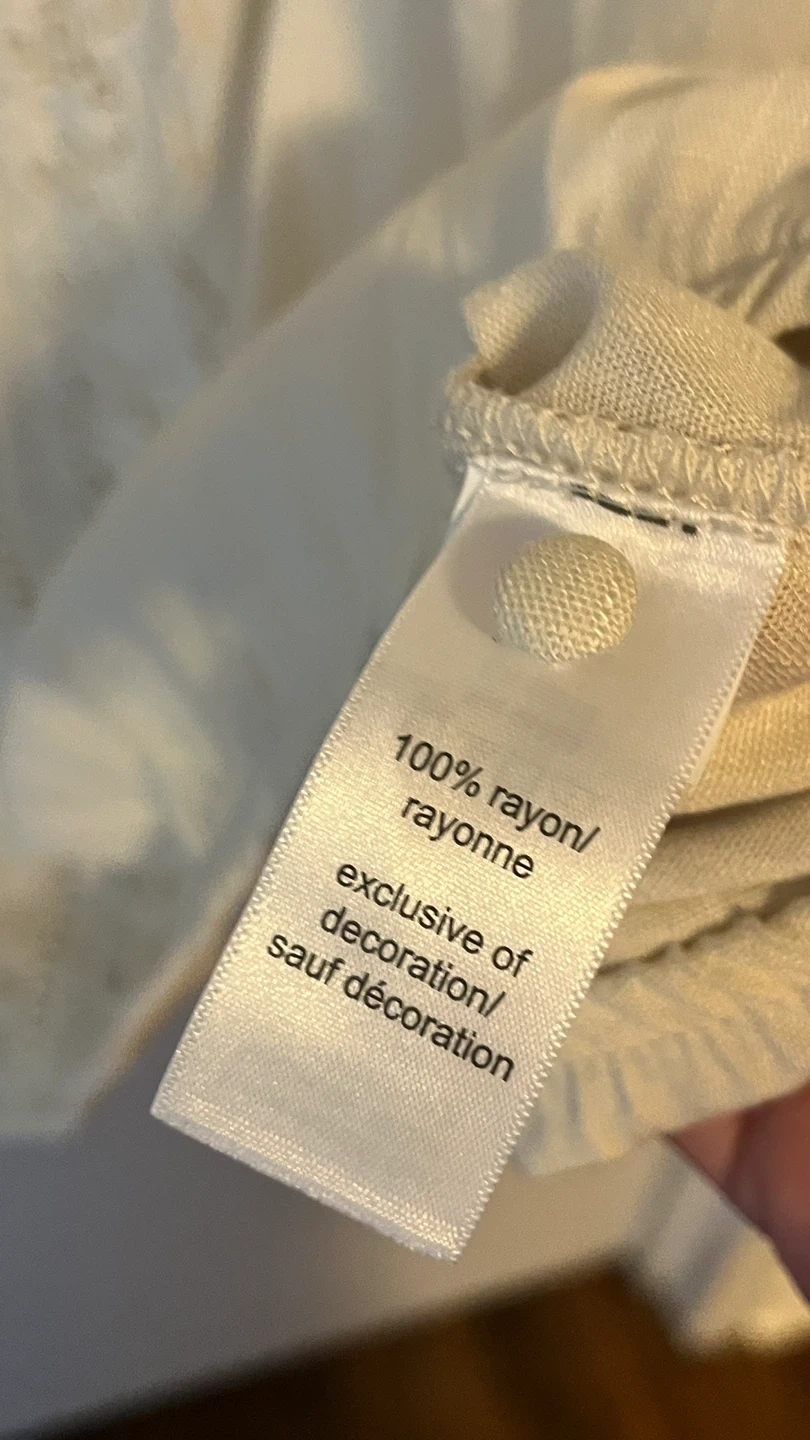 100% rayon/
rayonne
exclusive of
decoration/
sauf décoration